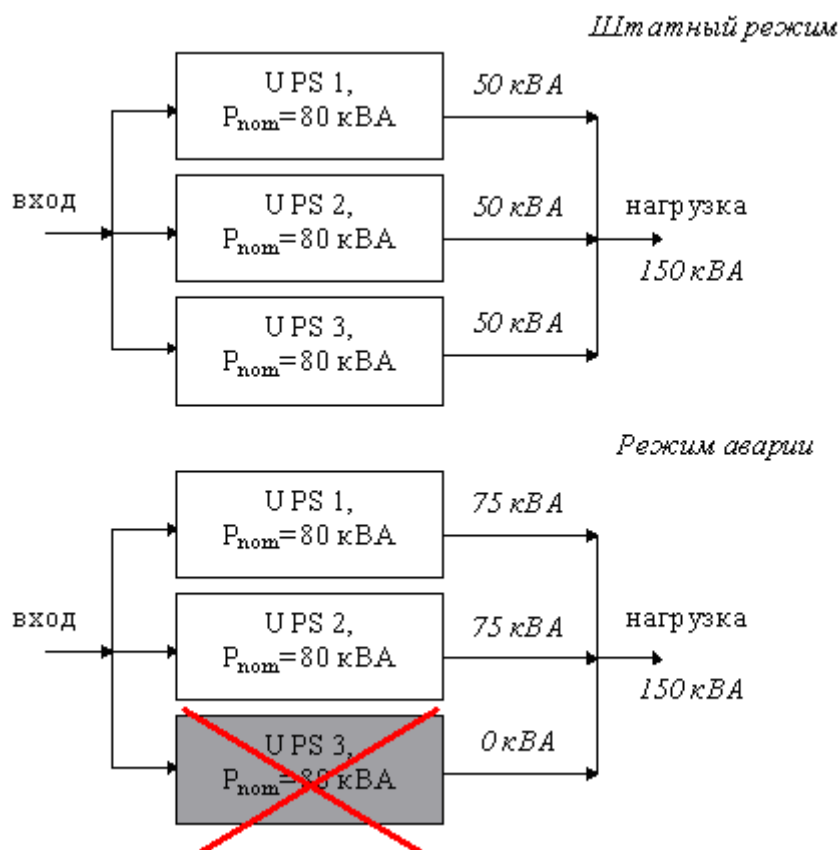 Штатный режим
UPS 1,
Pnom=80 кВА
50 кВА
вход
UPS 2,
Pnom=80 кВА
50 кВА
нагрузка
150 кВА
UPS 3,
Pnom=80 кВА
50 кВА
Режим аварии
UPS 1,
Pnom=80 кВА
75 кВА
вход
UPS 2,
Pnom=80 кВА
75 кВА
нагрузка
150 кВА
UPS 3,
Pnom=80 кВА
0 кВА